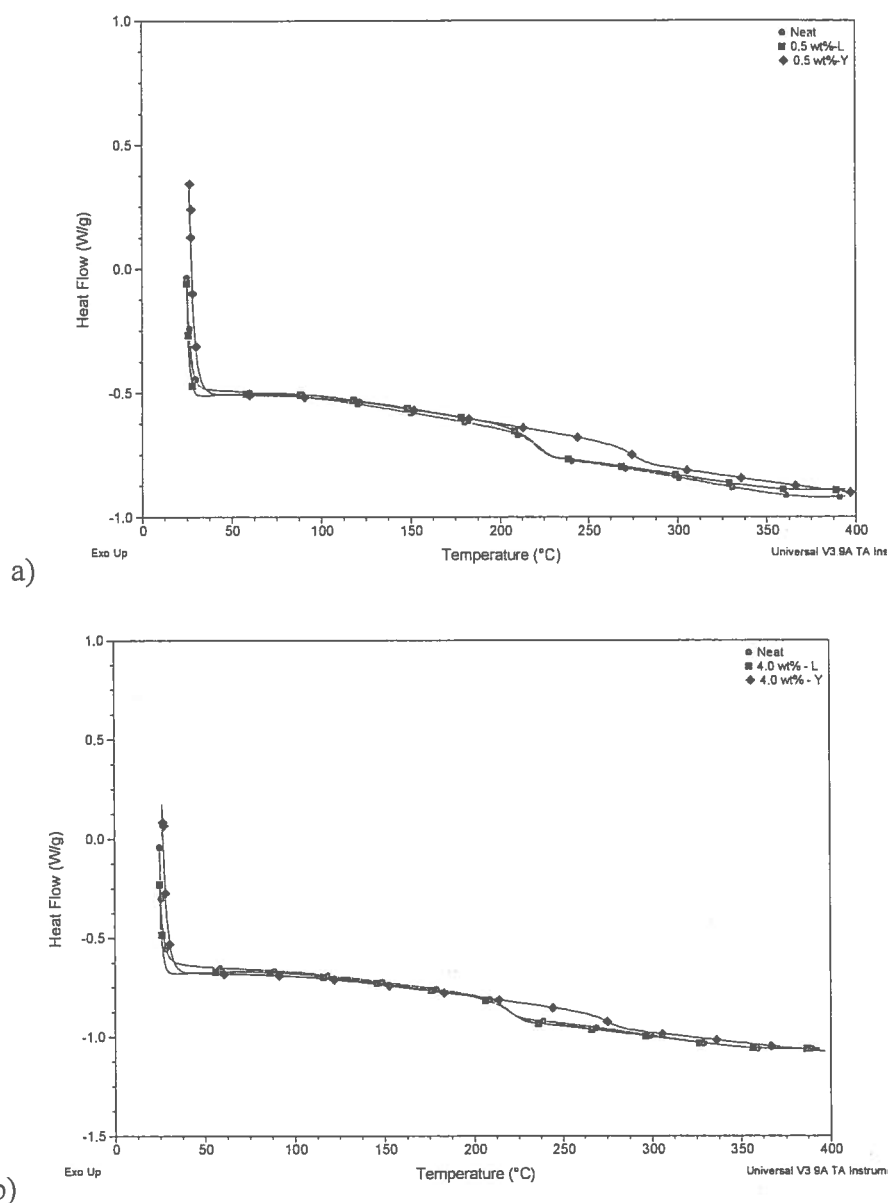 1.0
Neat
0.5 wt%-L
0.5 wt%-Y
0.5
Heat Flow (W/g)
0.0
-0.5
-1.0
0 50 100 150 200 250 300 350 400
Exo Up
Temperature (°C)
Universal V3.9A TA Ins
a)
1.0
Neat
4.0 wt% - L
4.0 wt% - Y
0.5
0.0
Heat Flow (W/g)
-0.5
-1.0
-1.5
0 50 100 150 200 250 300 350 400
Exo Up
Temperature (°C)
Universal V3.9A TA Instrum
b)